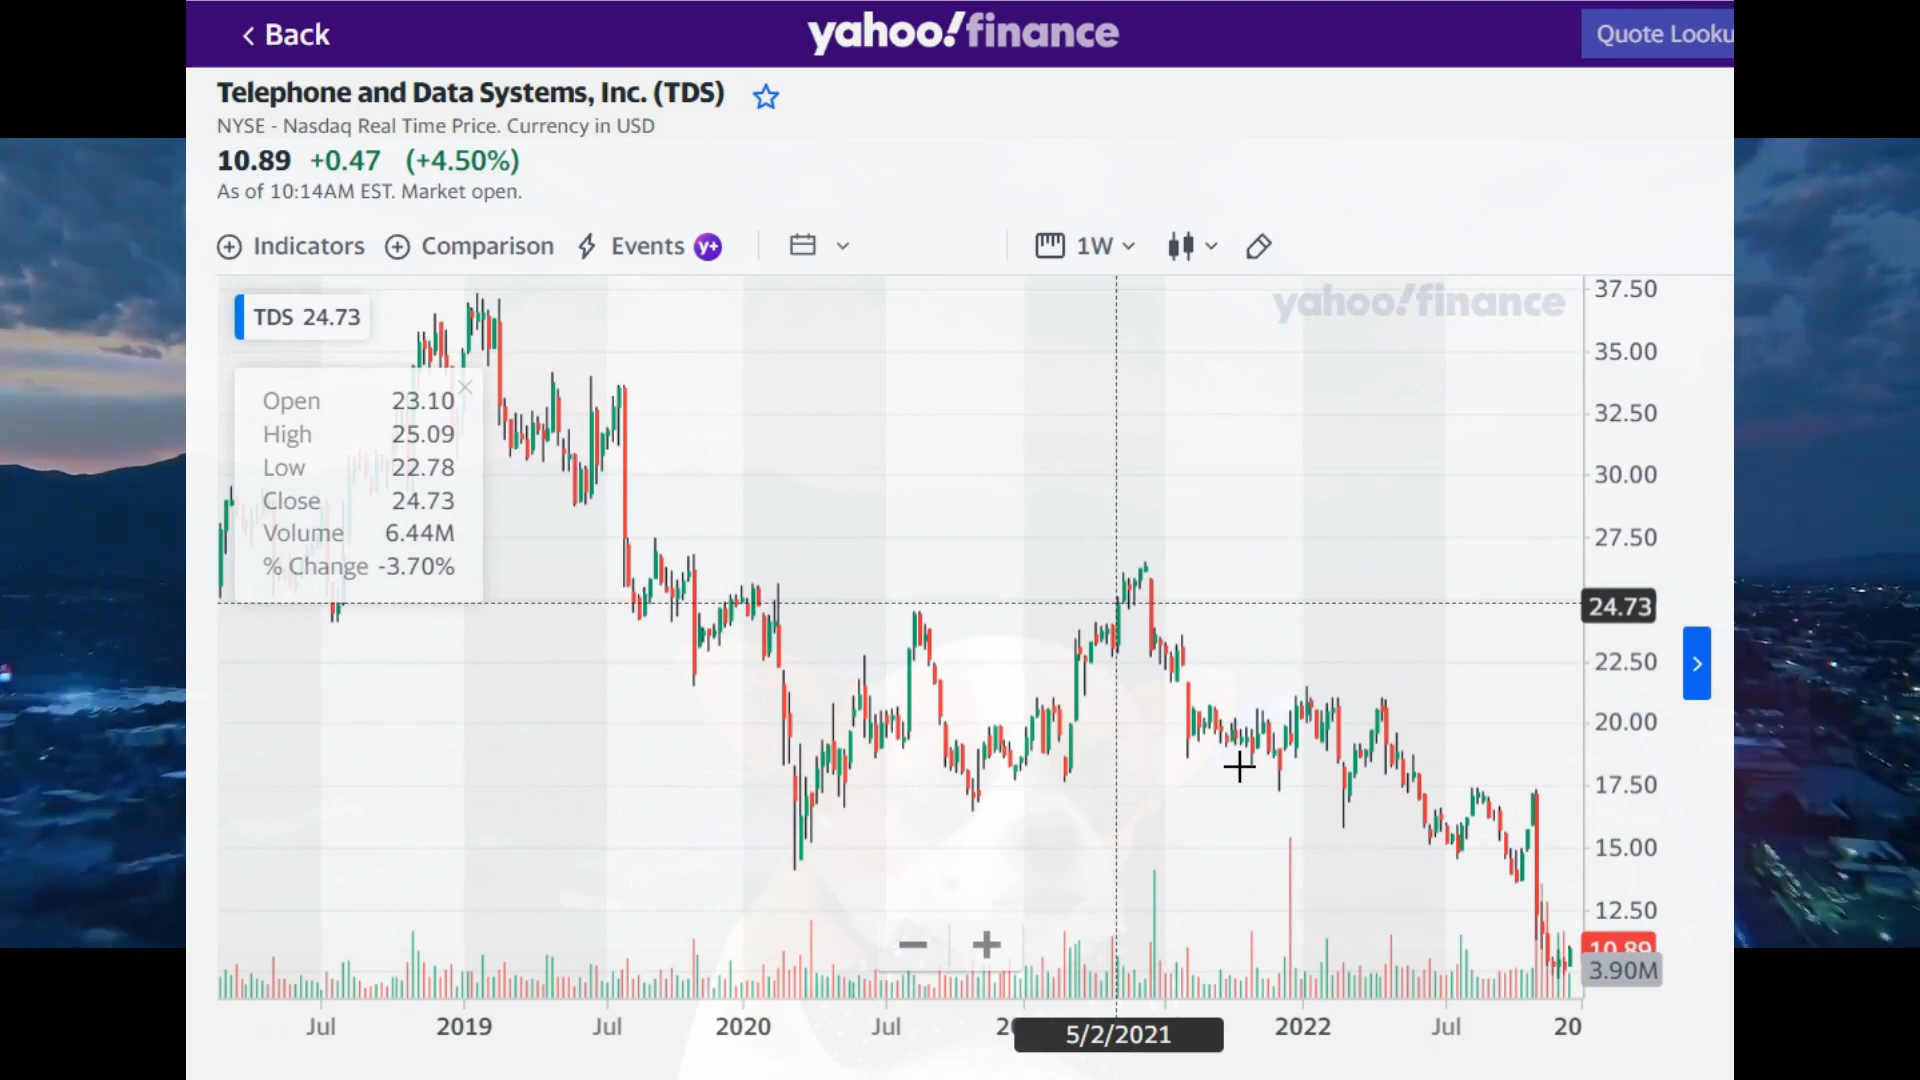 Back
yahoo!finance
Quote Looku
Telephone and Data Systems, Inc. (TDS)
NYSE - Nasdaq Real Time Price. Currency in USD
10.89 +0.47 (+4.50%)
As of 10:14AM EST. Market open.
Indicators Comparison Events y+ 1W
yahoo!finance
TDS 24.73
Open 23.10
High 25.09
Low 22.78
Close 24.73
Volume 6.44M
% Change -3.70%
37.50
35.00
32.50
30.00
27.50
24.73
22.50
20.00
17.50
15.00
12.50
10.89
3.90M
Jul 2019 Jul 2020 Jul 20 5/2/2021 2022 Jul 20